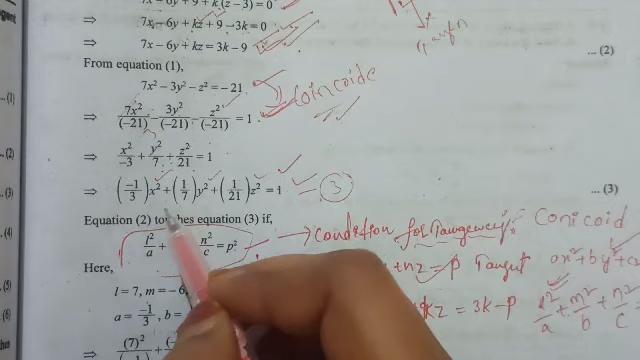 7x – 6y + 9 + k(z – 3) = 0
⇒ 7x – 6y + kz + 9 – 3k = 0
⇒ 7x – 6y + kz = 3k – 9 ... (2)
From equation (1),
7x² – 3y² – z² = –21
Coincoide
⇒ 7x²/(–21) – 3y²/(–21) – z²/(–21) = 1
⇒ x²/–3 + y²/7 + z²/21 = 1
⇒ (–1/3)x² + (1/7)y² + (1/21)z² = 1 = (3) ... (3)
Equation (2) touches equation (3) if,
→ Condition for Tangency: Conicoid
l²/a + n²/c = p²
+nz = P Tangent ax² + by² +
Here,
l = 7, m = –6,
kz = 3k – p l²/a + m²/b + n²/c =
a = –1/3, b =
⇒ (7)²